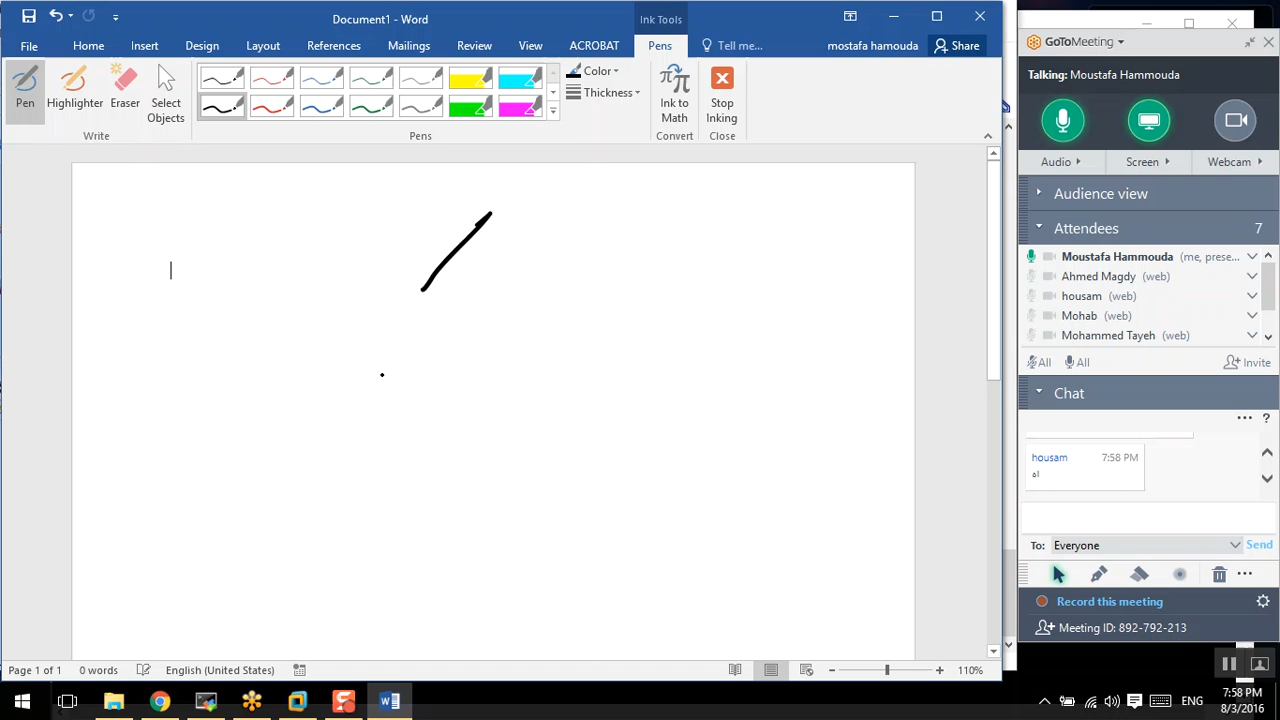 Document1 - Word
Ink Tools
File
Home
Insert
Design
Layout
References
Mailings
Review
View
ACROBAT
Pens
Tell me...
mostafa hamouda
Share
Pen
Highlighter
Eraser
Select
Objects
Color
Thickness
Ink to
Math
Stop
Inking
Write
Pens
Convert
Close
GoToMeeting
Talking: Moustafa Hammouda
Audio
Screen
Webcam
Audience view
Attendees 7
Moustafa Hammouda (me, prese...
Ahmed Magdy (web)
housam (web)
Mohab (web)
Mohammed Tayeh (web)
All All Invite
Chat
... ?
housam 7:58 PM
اه
To: Everyone Send
Record this meeting
Meeting ID: 892-792-213
Page 1 of 1 0 words English (United States) 110%
ENG
7:58 PM
8/3/2016